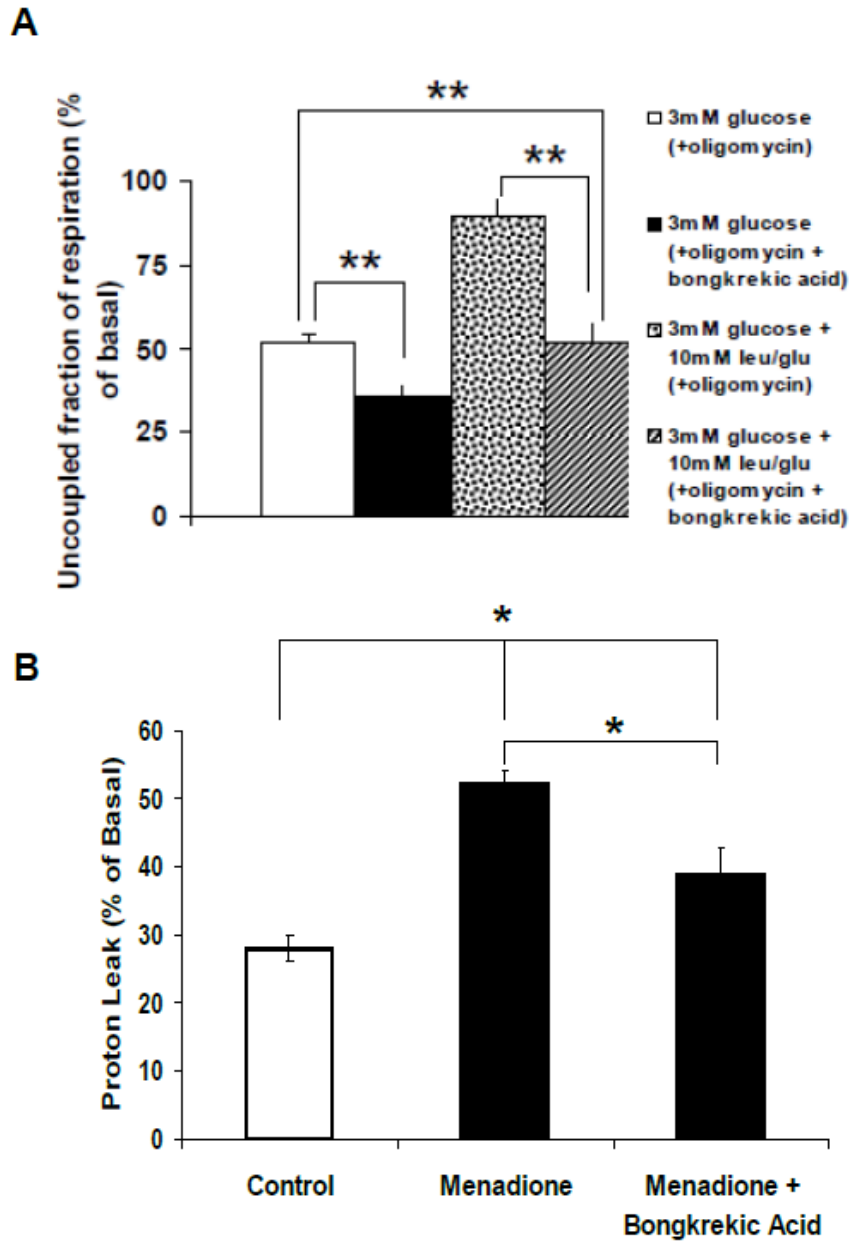 A
Uncoupled fraction of respiration (%
of basal)
100
75
50
25
0
**
**
**
3mM glucose
(+oligomycin)
3mM glucose
(+oligomycin +
bongkrekic acid)
3mM glucose +
10mM leu/glu
(+oligomycin)
3mM glucose +
10mM leu/glu
(+oligomycin +
bongkrekic acid)
B
Proton Leak (% of Basal)
60
50
40
30
20
10
0
*
*
Control
Menadione
Menadione +
Bongkrekic Acid